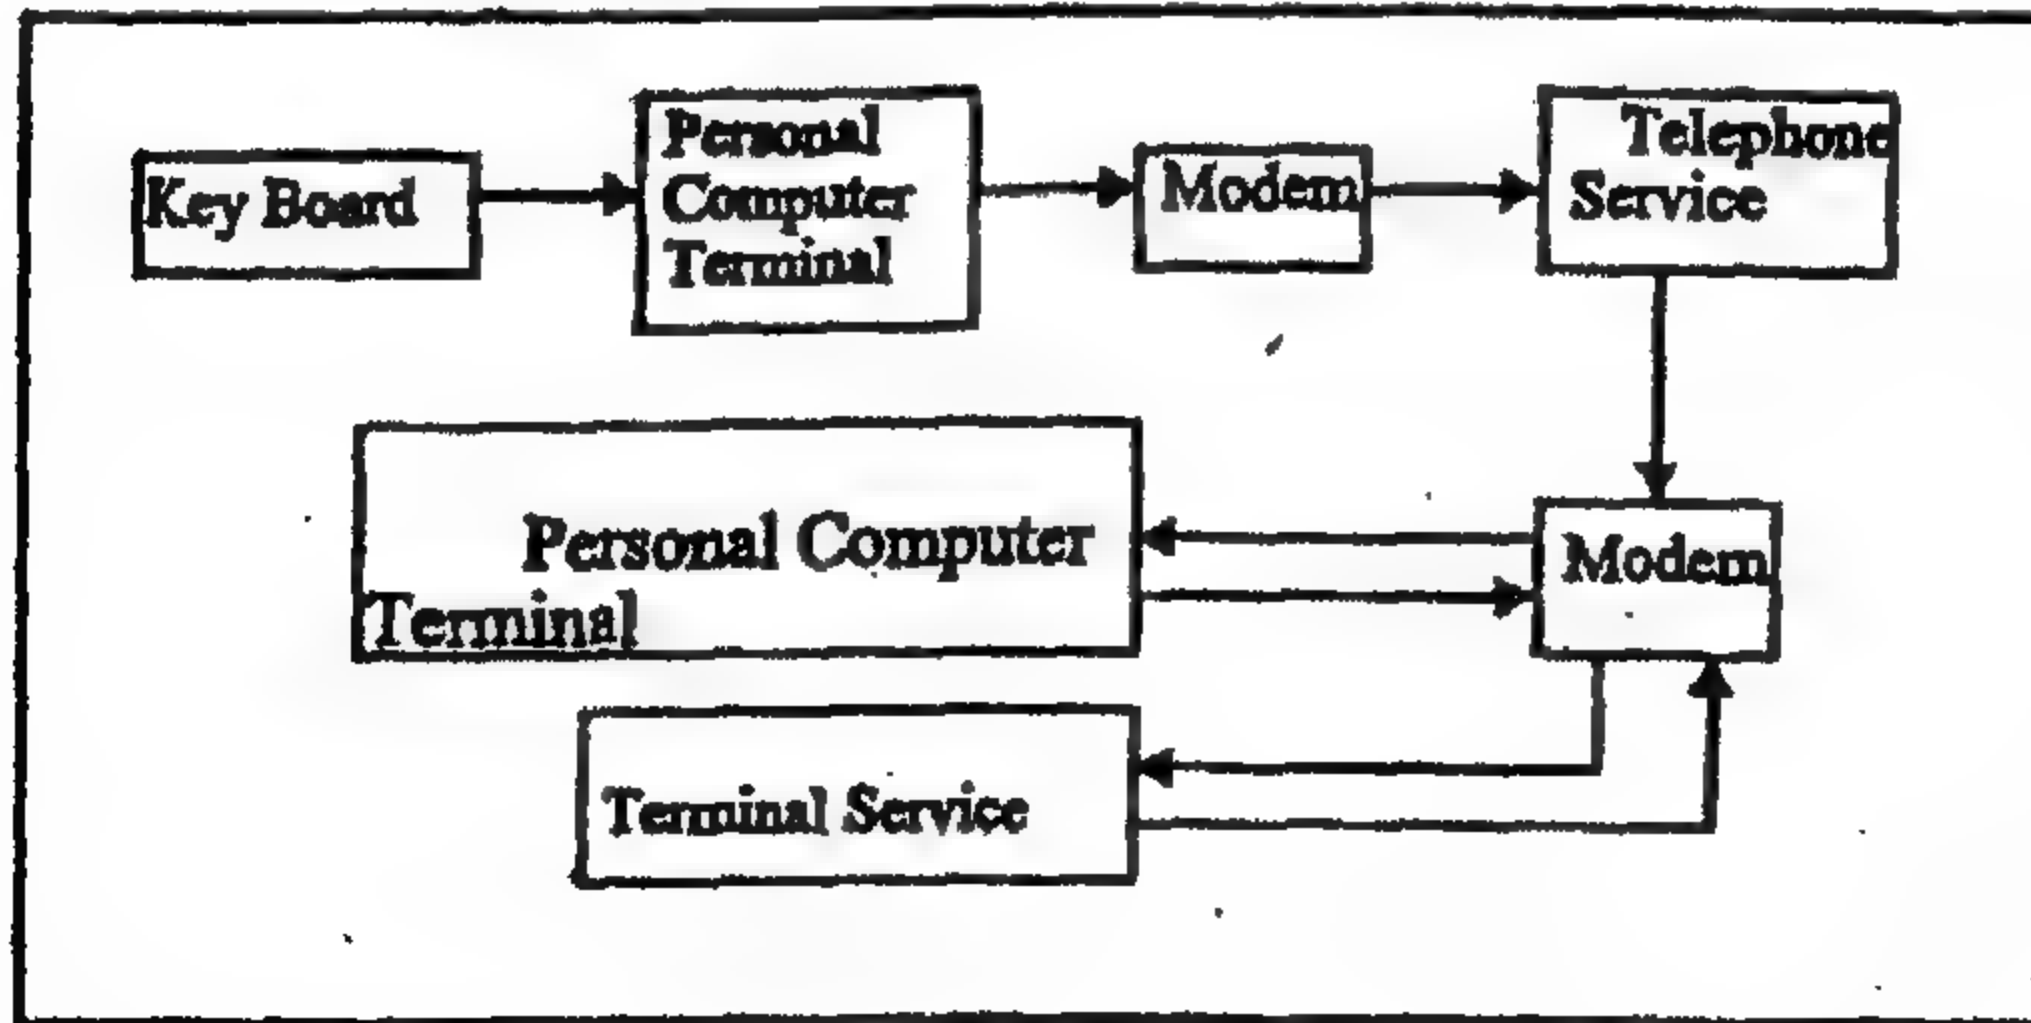 Key Board
Personal
Computer
Terminal
Modem
Telephone
Service
Personal Computer
Terminal
Modem
Terminal Service